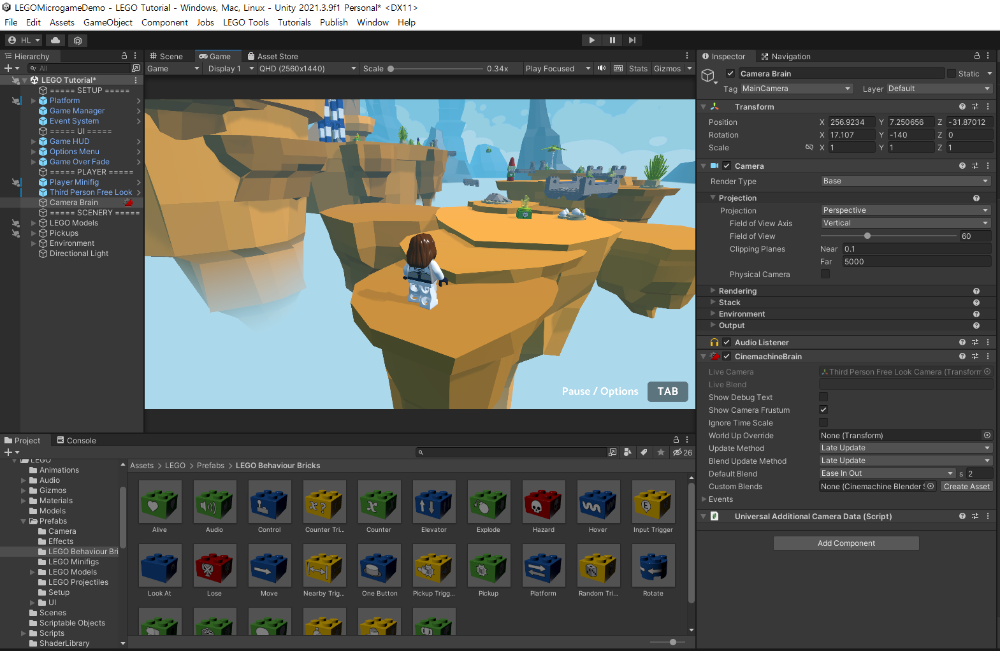 LEGOMicrogameDemo - LEGO Tutorial - Windows, Mac, Linux - Unity 2021.3.9f1 Personal* <DX11>
File Edit Assets GameObject Component Jobs LEGO Tools Tutorials Publish Window Help
HL
Hierarchy
All
LEGO Tutorial*
===== SETUP =====
Platform
Game Manager
Event System
===== UI =====
Game HUD
Options Menu
Game Over Fade
===== PLAYER =====
Player Minifig
Third Person Free Look
Camera Brain
===== SCENERY =====
LEGO Models
Pickups
Environment
Directional Light
Scene Game Asset Store
Game Display 1 QHD (2560x1440) Scale 0.34x Play Focused Stats Gizmos
Pause / Options TAB
Inspector Navigation
Camera Brain Static
Tag MainCamera Layer Default
Transform
Position X 256.9234 Y 7.250656 Z -31.87012
Rotation X 17.107 Y -140 Z 0
Scale X 1 Y 1 Z 1
Camera
Render Type Base
Projection
Projection Perspective
Field of View Axis Vertical
Field of View 60
Clipping Planes Near 0.1
Far 5000
Physical Camera
Rendering
Stack
Environment
Output
Audio Listener
CinemachineBrain
Live Camera Third Person Free Look Camera (Transform
Live Blend
Show Debug Text
Show Camera Frustum
Ignore Time Scale
World Up Override None (Transform)
Update Method Late Update
Blend Update Method Late Update
Default Blend Ease In Out s 2
Custom Blends None (Cinemachine Blender Create Asset
Events
# Universal Additional Camera Data (Script)
Add Component
Project Console
26
LEGO
Animations
Audio
Gizmos
Materials
Models
Prefabs
Camera
Effects
LEGO Behaviour Bri
LEGO Minifigs
LEGO Models
LEGO Projectiles
Setup
UI
Scenes
Scriptable Objects
Scripts
ShaderLibrary
Assets > LEGO > Prefabs > LEGO Behaviour Bricks
Alive Audio Control Counter Tri... Counter Elevator Explode Hazard Hover Input Trigger
Look At Lose Move Nearby Trig... One Button Pickup Trigg... Pickup Platform Random Tri... Rotate